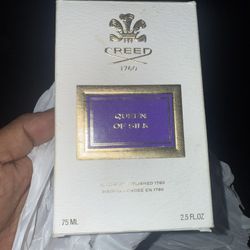 CREED
1760
QUEEN
OF SILK
75 ML 2.5 FL.OZ